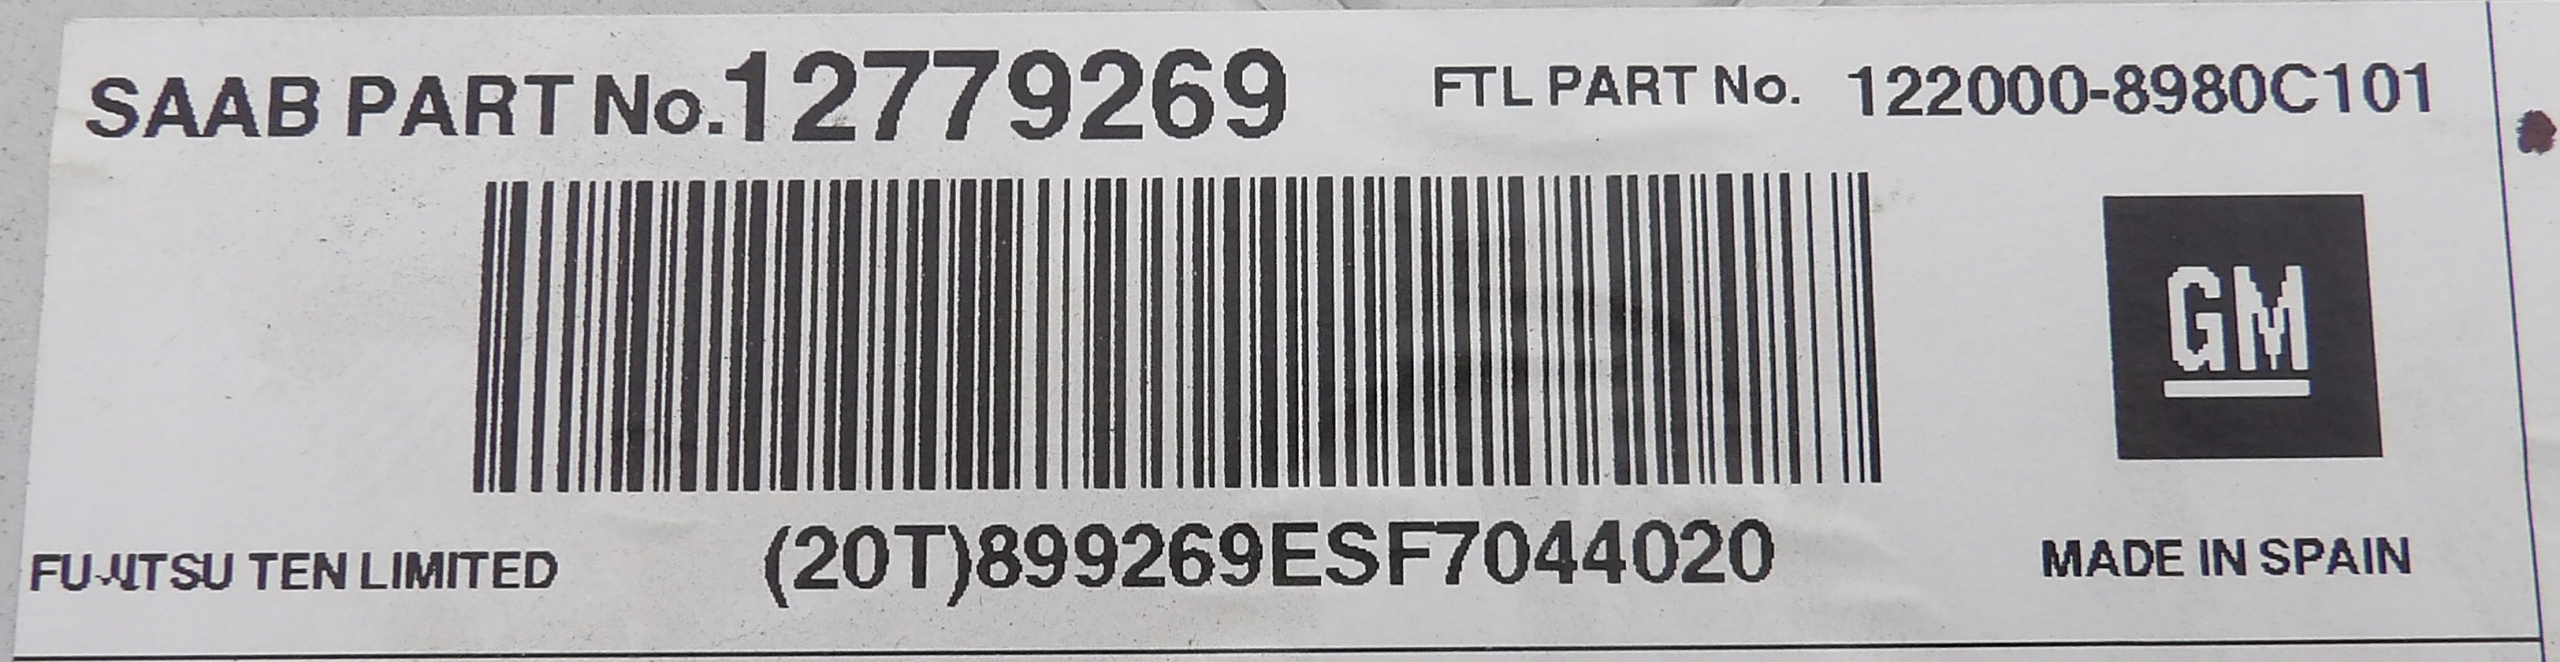 SAAB PART No.12779269 FTL PART No. 122000-8980C101
GM
FUJITSU TEN LIMITED (20T)899269ESF7044020 MADE IN SPAIN